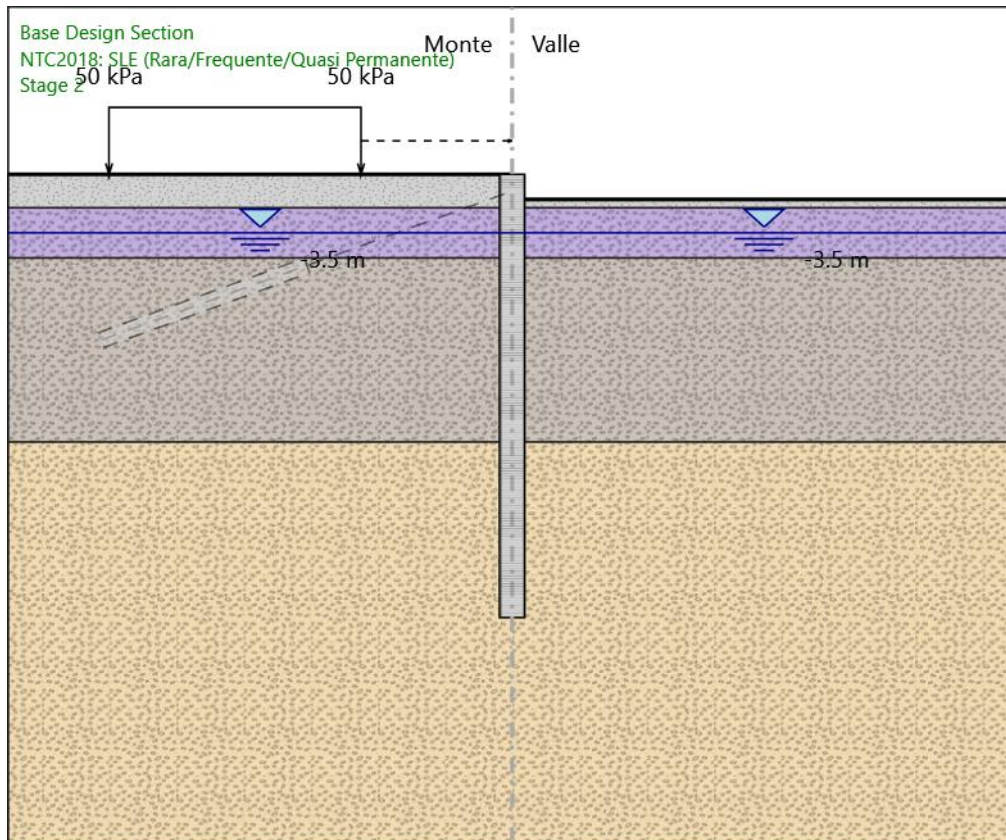 Base Design Section
NTC2018: SLE (Rara/Frequente/Quasi Permanente)
Stage 2
Monte
Valle
50 kPa
50 kPa
-3.5 m
-3.5 m